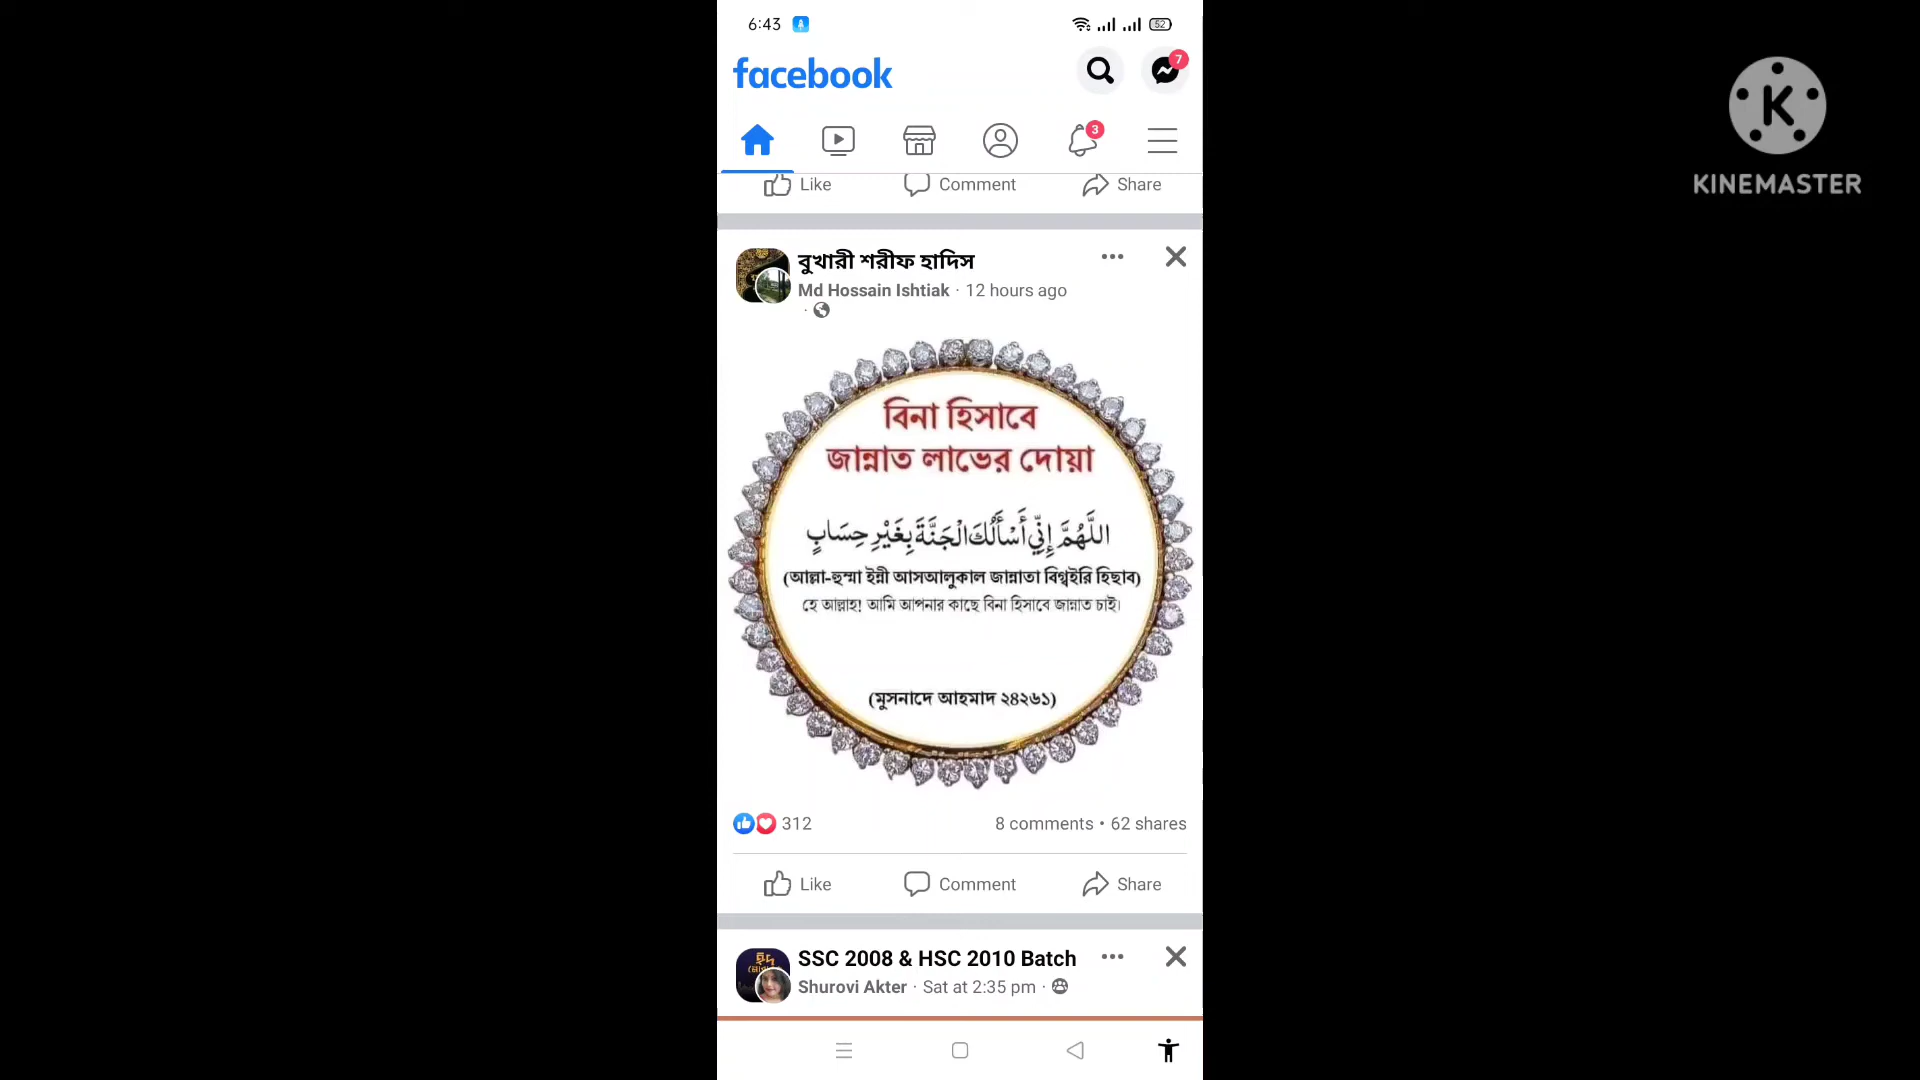 6:43
52
facebook
7
3
Like Comment Share
বুখারী শরীফ হাদিস
Md Hossain Ishtiak · 12 hours ago
·
বিনা হিসাবে
জান্নাত লাভের দোয়া
اللَّهُمَّ إِنِّي أَسْأَلُكَ الْجَنَّةَ بِغَيْرِ حِسَابٍ
(আল্লা-হুম্মা ইন্নী আসআলুকাল জান্নাতা বিগ্বইরি হিছাব)
হে আল্লাহ! আমি আপনার কাছে বিনা হিসাবে জান্নাত চাই।
(মুসনাদে আহমাদ ২৪২৬১)
312 8 comments • 62 shares
Like Comment Share
SSC 2008 & HSC 2010 Batch
Shurovi Akter · Sat at 2:35 pm ·
K
KINEMASTER